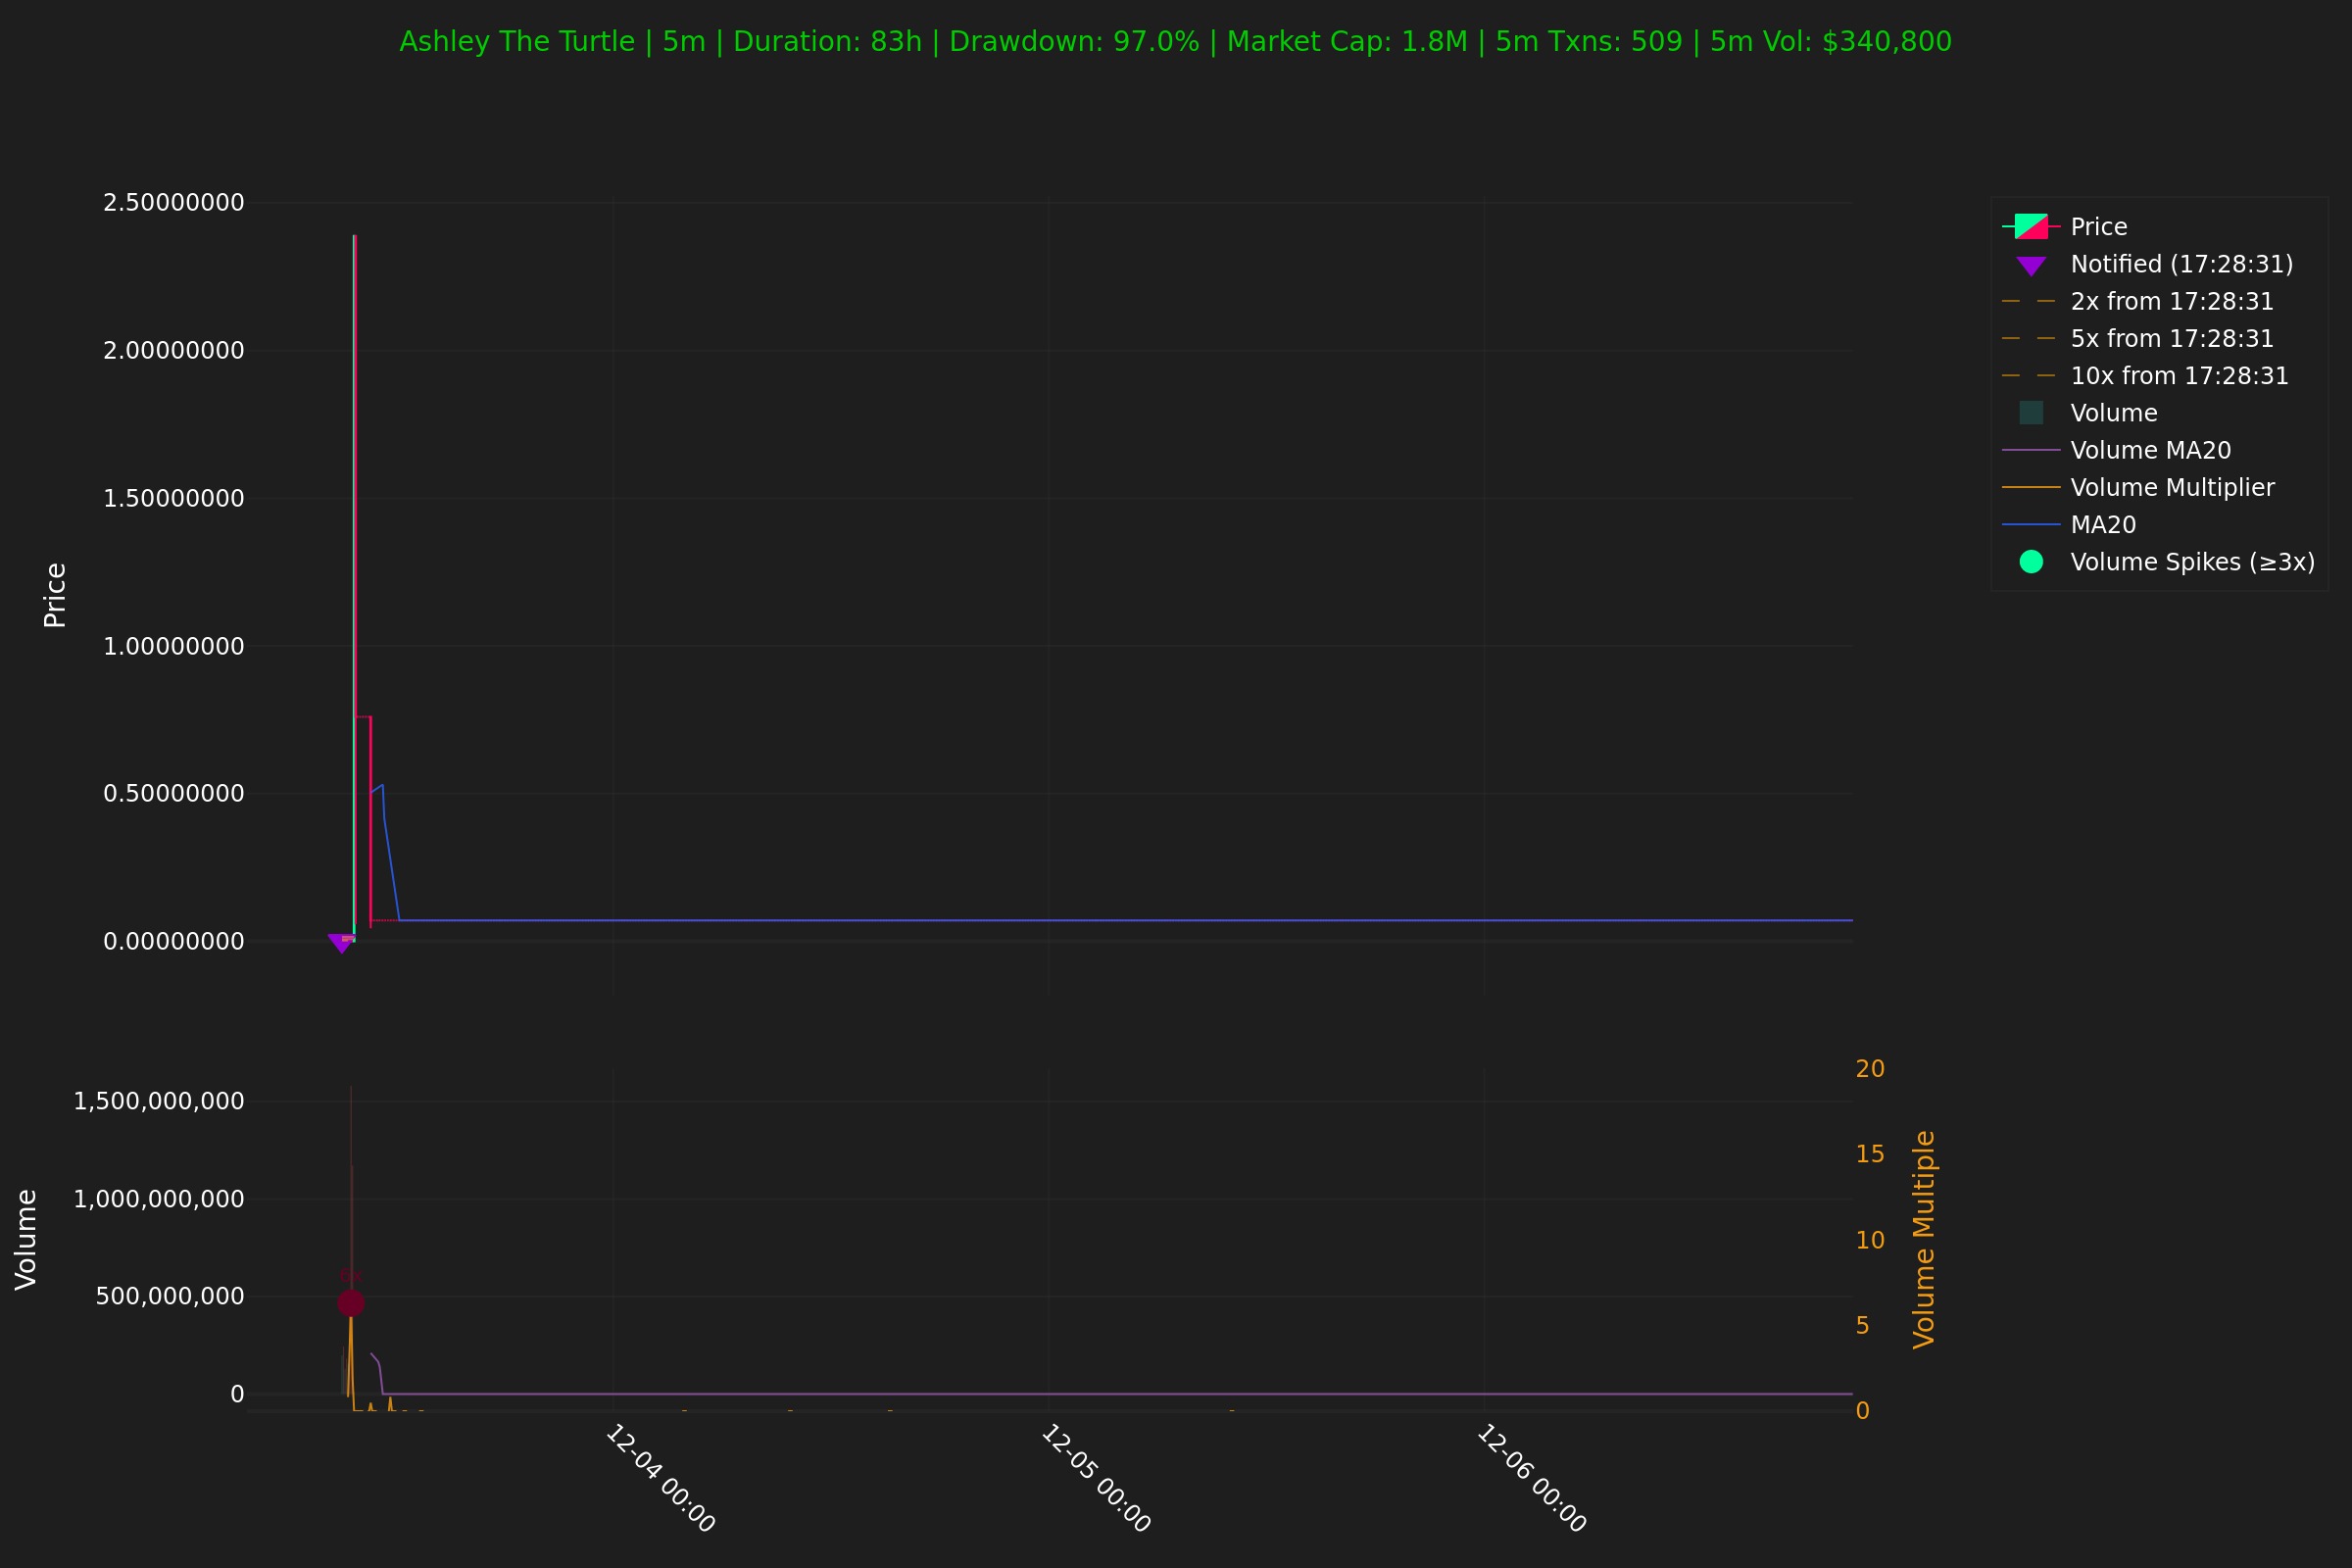 Ashley The Turtle | 5m | Duration: 83h | Drawdown: 97.0% | Market Cap: 1.8M | 5m Txns: 509 | 5m Vol: $340,800
Price
2.50000000
2.00000000
1.50000000
1.00000000
0.50000000
0.00000000
Price
Notified (17:28:31)
2x from 17:28:31
5x from 17:28:31
10x from 17:28:31
Volume
Volume MA20
Volume Multiplier
MA20
Volume Spikes (≥3x)
Volume
1,500,000,000
1,000,000,000
500,000,000
0
20
15
10
5
0
Volume Multiple
12-04 00:00
12-05 00:00
12-06 00:00